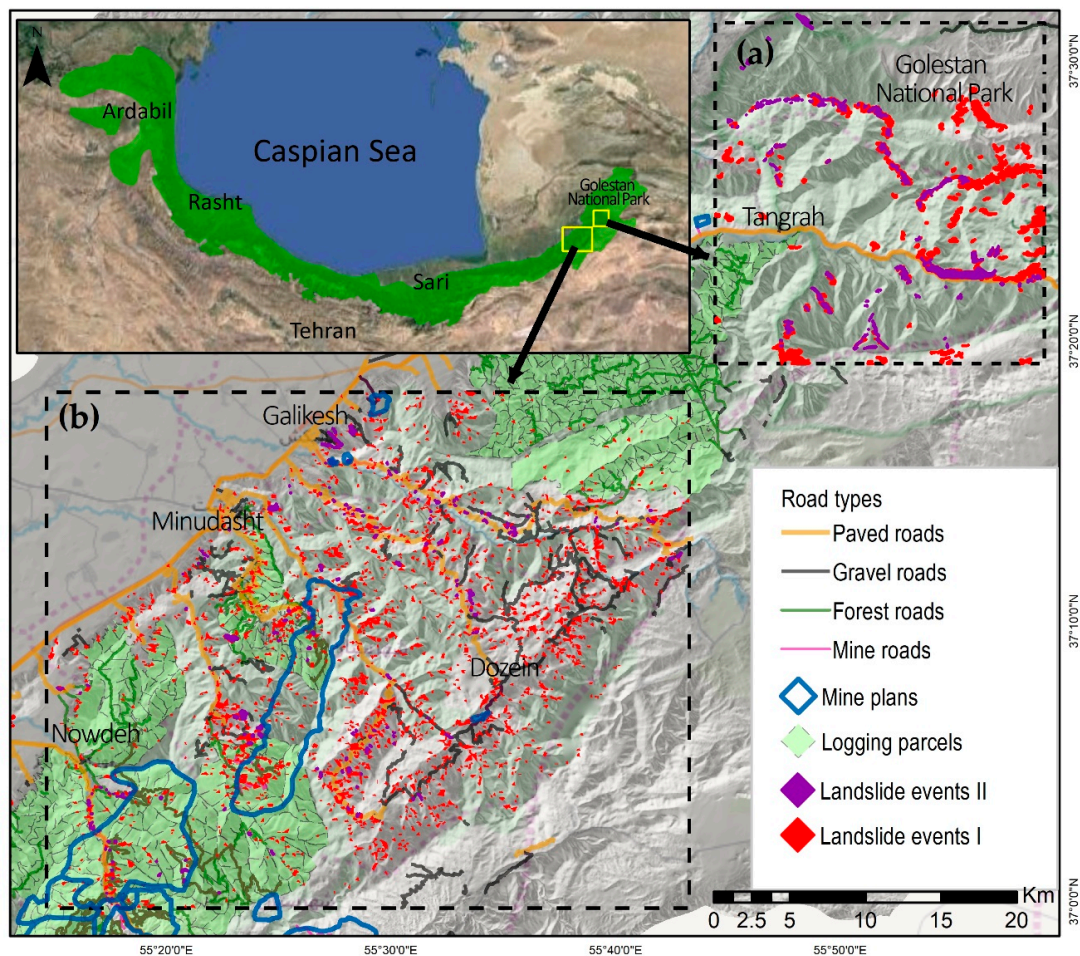 N
Ardabil
Caspian Sea
Rasht
Golestan
National Park
Sari
Tehran
(a)
Golestan
National Park
Tangrah
37°30'0"N
37°20'0"N
37°10'0"N
37°0'0"N
(b)
Galikesh
Minudasht
Dozein
Nowdeh
Road types
Paved roads
Gravel roads
Forest roads
Mine roads
Mine plans
Logging parcels
Landslide events II
Landslide events I
Km
0 2.5 5 10 15 20
55°20'0"E 55°30'0"E 55°40'0"E 55°50'0"E